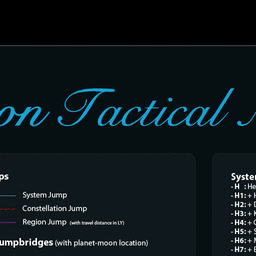 on Tactical
ps
System Jump
Constellation Jump
Region Jump (with travel distance in LY)
umpbridges (with planet-moon location)
Syste
- H : He
- H1: +
- H2: +
- H3: +
- H4: +
- H5: +
- H6: +
- H7: +